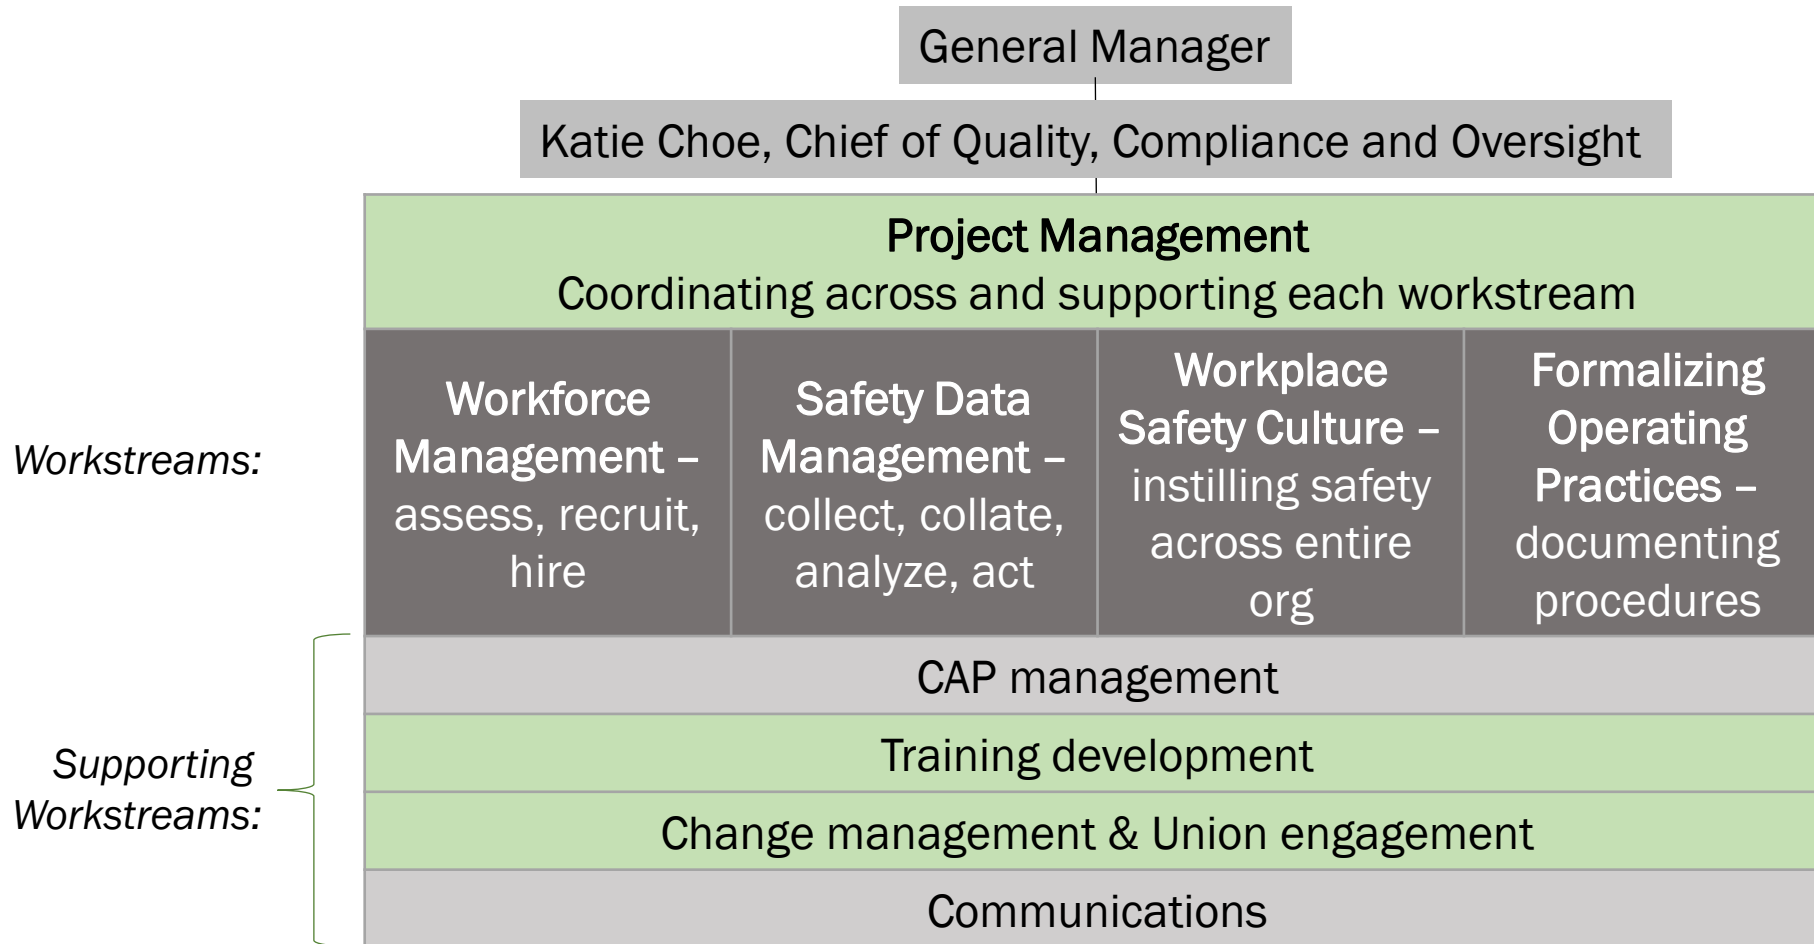 General Manager
Katie Choe, Chief of Quality, Compliance and Oversight
Project Management
Coordinating across and supporting each workstream
Workstreams:
Workforce
Management –
assess, recruit,
hire
Safety Data
Management –
collect, collate,
analyze, act
Workplace
Safety Culture –
instilling safety
across entire
org
Formalizing
Operating
Practices –
documenting
procedures
Supporting
Workstreams:
CAP management
Training development
Change management & Union engagement
Communications